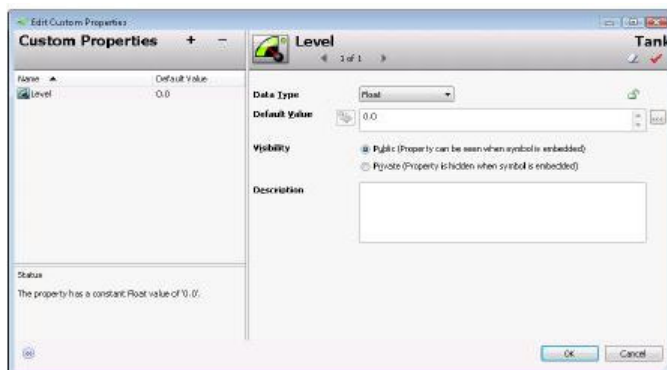 Edit Custom Properties
Custom Properties + −
Name Default Value
Level 0.0
Status
The property has a constant Float value of '0.0'.
Level
Tank
1 of 1
Data Type Float
Default Value 0.0
Visibility
Public (Property can be seen when symbol is embedded)
Private (Property is hidden when symbol is embedded)
Description
OK Cancel